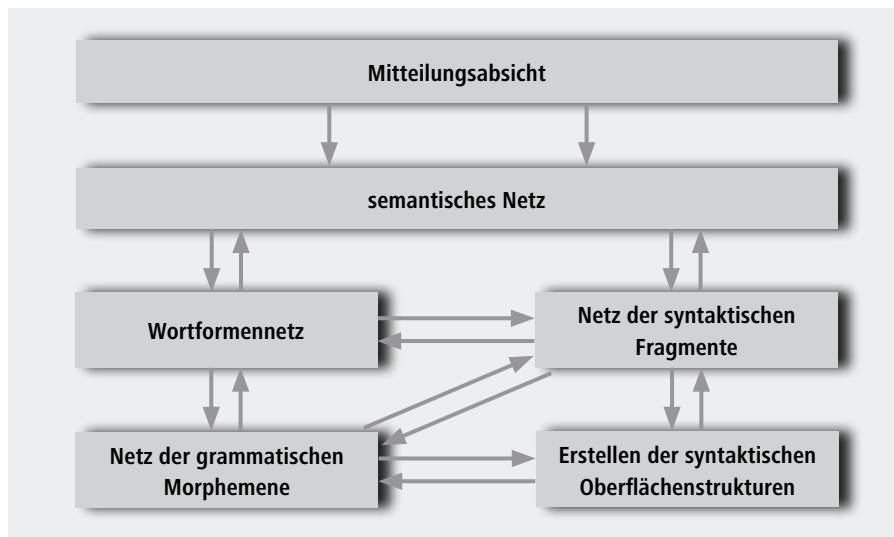 Mitteilungsabsicht
semantisches Netz
Wortformennetz
Netz der syntaktischen
Fragmente
Netz der grammatischen
Morphemene
Erstellen der syntaktischen
Oberflächenstrukturen